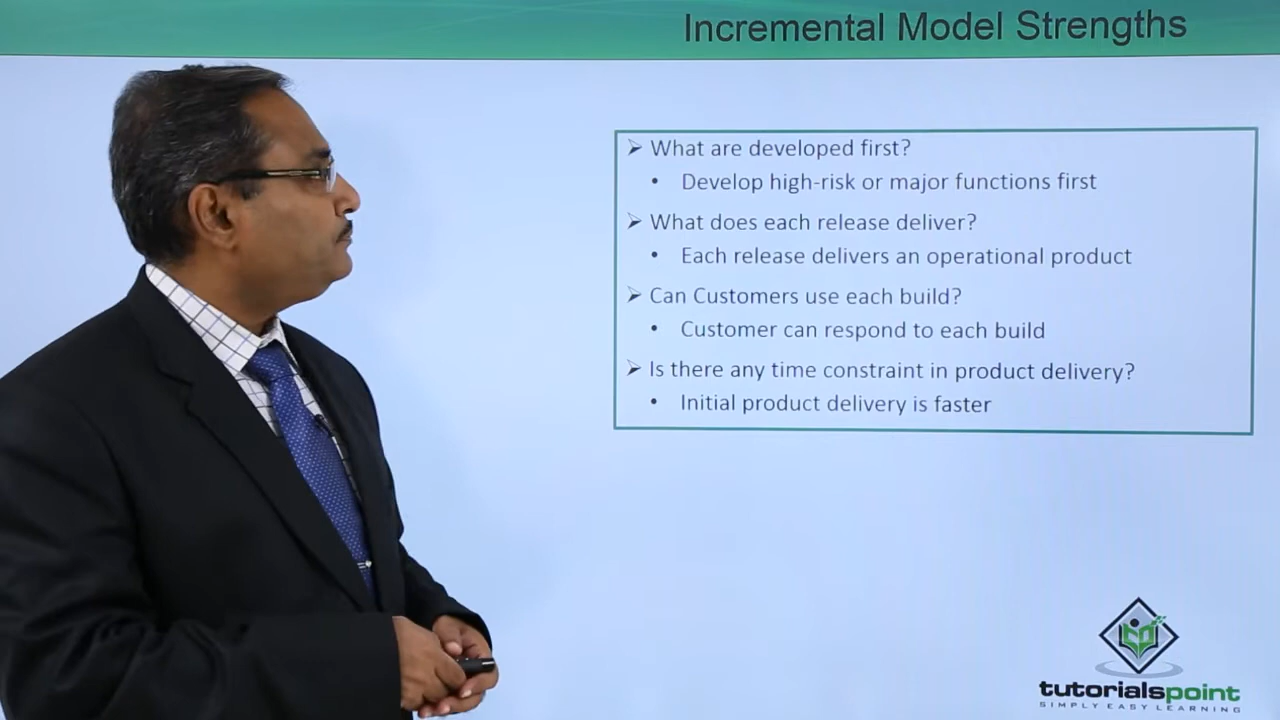 Incremental Model Strengths
➢ What are developed first?
• Develop high-risk or major functions first
➢ What does each release deliver?
• Each release delivers an operational product
➢ Can Customers use each build?
• Customer can respond to each build
➢ Is there any time constraint in product delivery?
• Initial product delivery is faster
tutorialspoint
SIMPLY EASY LEARNING